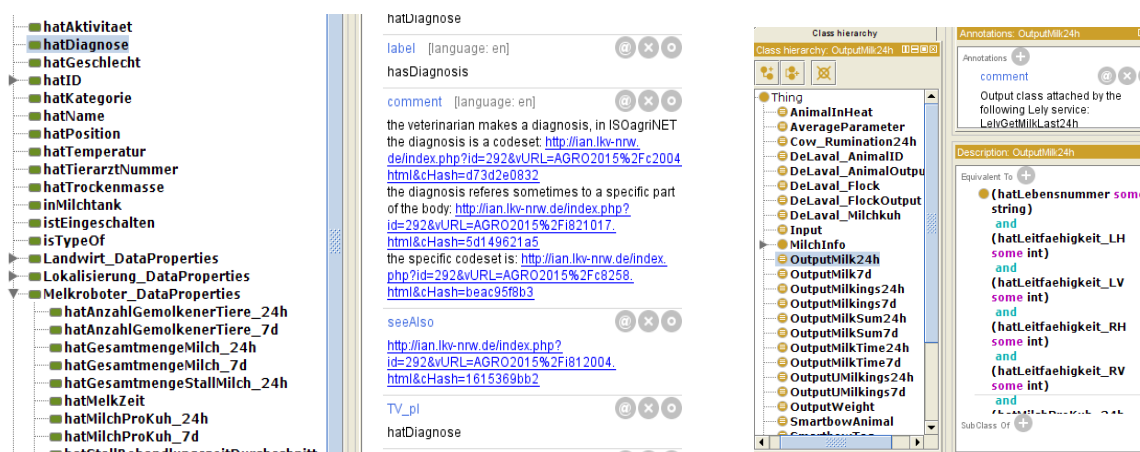 hatAktivitaet
hatDiagnose
hatGeschlecht
hatID
hatKategorie
hatName
hatPosition
hatTemperatur
hatTierarztNummer
hatTrockenmasse
inMilchtank
istEingeschalten
isTypeOf
Landwirt_DataProperties
Lokalisierung_DataProperties
Melkroboter_DataProperties
hatAnzahlGemolkenerTiere_24h
hatAnzahlGemolkenerTiere_7d
hatGesamtmengeMilch_24h
hatGesamtmengeMilch_7d
hatGesamtmengeStallMilch_24h
hatMelkZeit
hatMilchProKuh_24h
hatMilchProKuh_7d
hatStallBehandlungszeitDurchschnitt
hatDiagnose
label [language: en]
hasDiagnosis
comment [language: en]
the veterinarian makes a diagnosis, in ISOagriNET
the diagnosis is a codeset: http://ian.lkv-nrw.
de/index.php?id=292&vURL=AGRO2015%2Fc2004
html&cHash=d73d2e0832
the diagnosis referes sometimes to a specific part
of the body: http://ian.lkv-nrw.de/index.php?
id=292&vURL=AGRO2015%2Fi821017.
html&cHash=5d149621a5
the specific codeset is: http://ian.lkv-nrw.de/index.
php?id=292&vURL=AGRO2015%2Fc8258.
html&cHash=beac95f8b3
seeAlso
http://ian.lkv-nrw.de/index.php?
id=292&vURL=AGRO2015%2Fi812004.
html&cHash=1615369bb2
TV_pl
hatDiagnose
Class hierarchy
Class hierarchy: OutputMilk24h
Thing
AnimalInHeat
AverageParameter
Cow_Rumination24h
DeLaval_AnimalID
DeLaval_AnimalOutpu
DeLaval_Flock
DeLaval_FlockOutput
DeLaval_Milchkuh
Input
MilchInfo
OutputMilk24h
OutputMilk7d
OutputMilkings24h
OutputMilkings7d
OutputMilkSum24h
OutputMilkSum7d
OutputMilkTime24h
OutputMilkTime7d
OutputUMilkings24h
OutputUMilkings7d
OutputWeight
SmartbowAnimal
SmartbowTag
Annotations: OutputMilk24h
Annotations
comment
Output class attached by the
following Lely service:
LelyGetMilkLast24h
Description: OutputMilk24h
Equivalent To
(hatLebensnummer some
string)
and
(hatLeitfaehigkeit_LH
some int)
and
(hatLeitfaehigkeit_LV
some int)
and
(hatLeitfaehigkeit_RH
some int)
and
(hatLeitfaehigkeit_RV
some int)
and
(hatMilchProKuh_24h
SubClass Of